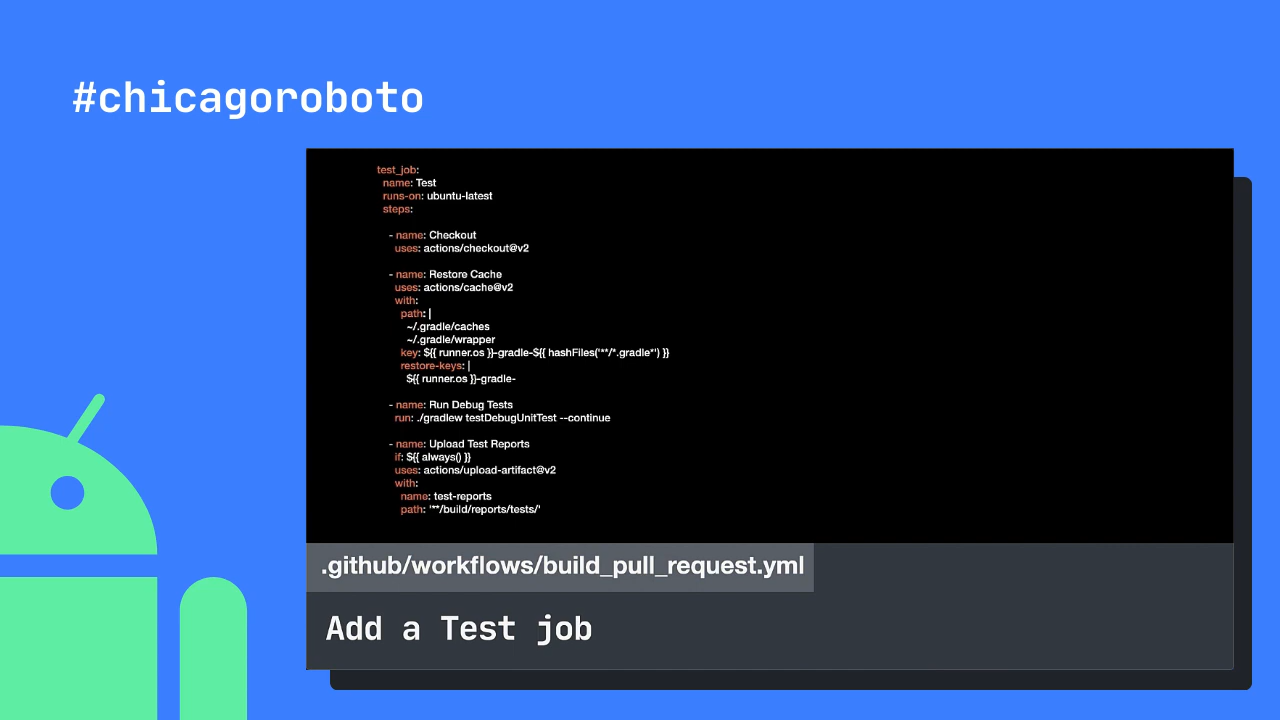 #chicagoroboto
test_job:
name: Test
runs-on: ubuntu-latest
steps:
- name: Checkout
uses: actions/checkout@v2
- name: Restore Cache
uses: actions/cache@v2
with:
path: |
~/.gradle/caches
~/.gradle/wrapper
key: ${{ runner.os }}-gradle-${{ hashFiles('**/*.gradle*') }}
restore-keys: |
${{ runner.os }}-gradle-
- name: Run Debug Tests
run: ./gradlew testDebugUnitTest --continue
- name: Upload Test Reports
if: ${{ always() }}
uses: actions/upload-artifact@v2
with:
name: test-reports
path: '**/build/reports/tests/'
.github/workflows/build_pull_request.yml
Add a Test job